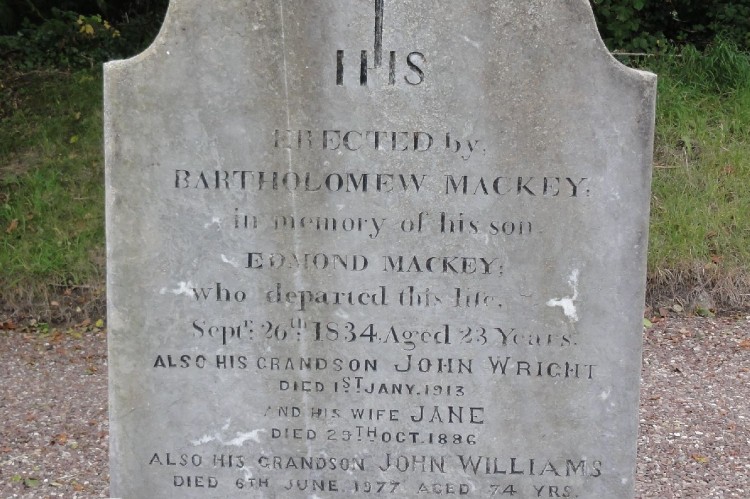 IHS
ERECTED by,
BARTHOLOMEW MACKEY,
in memory of his son
EDMOND MACKEY;
who departed this life,
Septr. 26th 1834. Aged 23 Years.
ALSO HIS GRANDSON JOHN WRIGHT
DIED 1ST JANY. 1913
AND HIS WIFE JANE
DIED 29TH OCT. 1886
ALSO HIS GRANDSON JOHN WILLIAMS
DIED 6TH JUNE, 1977 AGED 74 YRS.